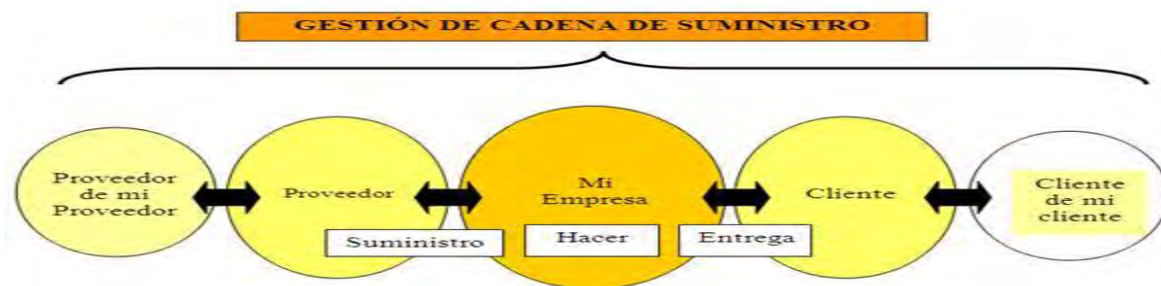 GESTIÓN DE CADENA DE SUMINISTRO
Proveedor
de mi
Proveedor
Proveedor
Mi
Empresa
Cliente
Cliente
de mi
cliente
Suministro
Hacer
Entrega